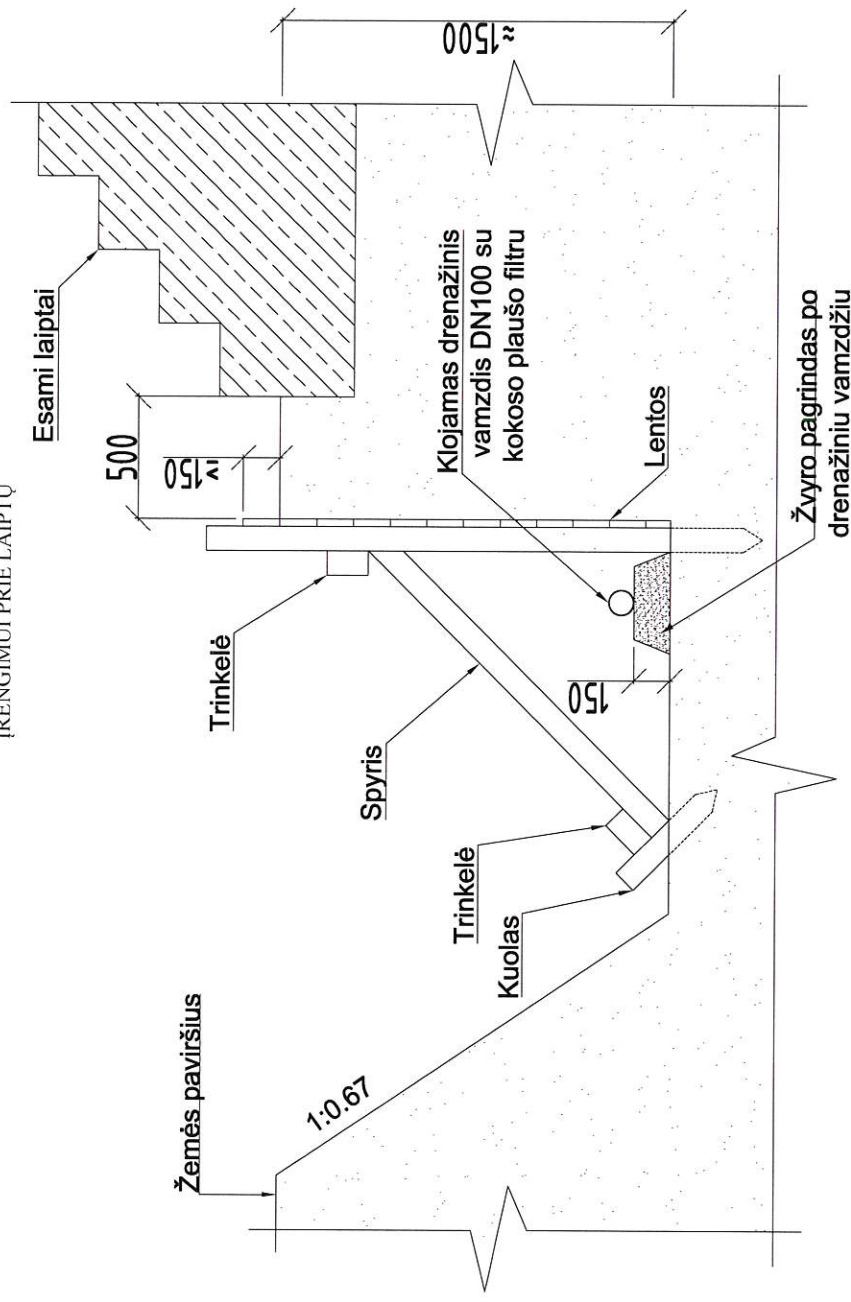 ĮRENGIMUI PRIE LAIPTŲ
Esami laiptai
≈1500
500
≥150
Trinkelė
Klojamas drenažinis
vamzdis DN100 su
kokoso plaušo filtru
Spyris
Lentos
Žvyro pagrindas po
drenažiniu vamzdžiu
150
Trinkelė
Kuolas
Žemės paviršius
1:0.67